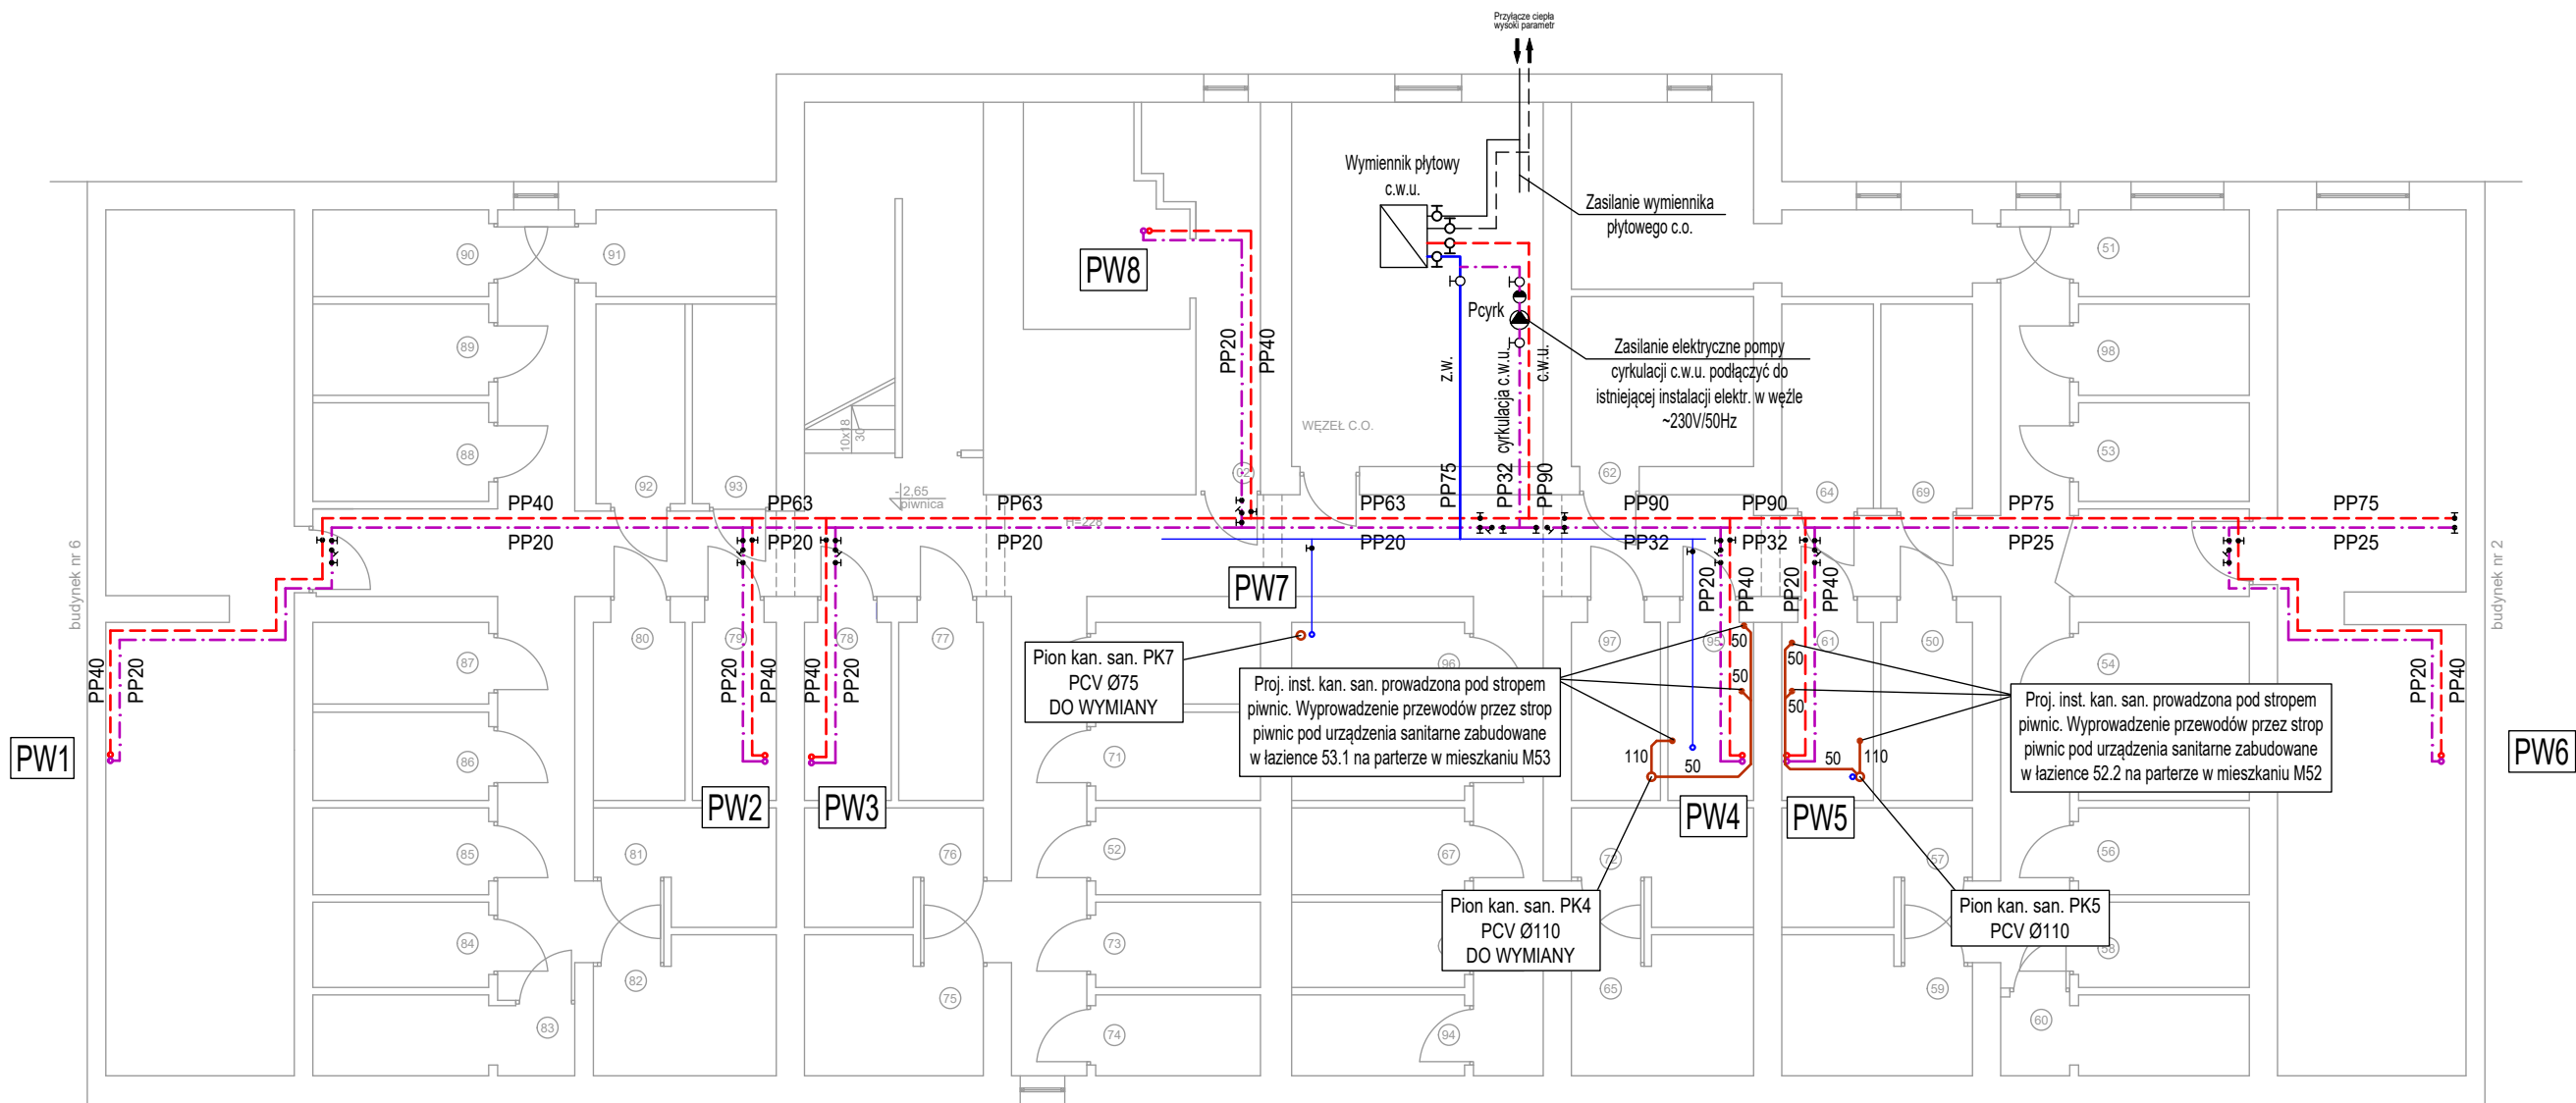 Przyłącze ciepła
wysoki parametr
Wymiennik płytowy
c.w.u.
Zasilanie wymiennika
płytowego c.o.
90
91
51
PW8
Pcyrk
89
98
Zasilanie elektryczne pompy
cyrkulacji c.w.u. podłączyć do
istniejącej instalacji elektr. w węźle
~230V/50Hz
PP20
PP40
z.w.
cyrkulacja c.w.u.
c.w.u.
10x18
30
WĘZEŁ C.O.
88
53
92
93
62
64
69
-2,65
piwnica
H=228
PP75
PP32
PP90
PP40
PP63
PP63
PP63
PP90
PP90
PP75
PP75
PP20
PP20
PP20
PP20
PP32
PP32
PP25
PP25
budynek nr 6
budynek nr 2
PW7
PP20
PP40
PP20
PP40
80
79
78
77
97
95
61
50
87
96
54
Pion kan. san. PK7
PCV Ø75
DO WYMIANY
Proj. inst. kan. san. prowadzona pod stropem
piwnic. Wyprowadzenie przewodów przez strop
piwnic pod urządzenia sanitarne zabudowane
w łazience 53.1 na parterze w mieszkaniu M53
Proj. inst. kan. san. prowadzona pod stropem
piwnic. Wyprowadzenie przewodów przez strop
piwnic pod urządzenia sanitarne zabudowane
w łazience 52.2 na parterze w mieszkaniu M52
PP40
PP20
PP20
PP40
PP40
PP20
PP20
PP40
50
50
50
50
110
50
50
110
PW1
PW6
86
71
PW2
PW3
PW4
PW5
85
81
76
52
67
72
57
56
Pion kan. san. PK4
PCV Ø110
DO WYMIANY
Pion kan. san. PK5
PCV Ø110
84
73
58
82
75
65
59
83
74
94
60